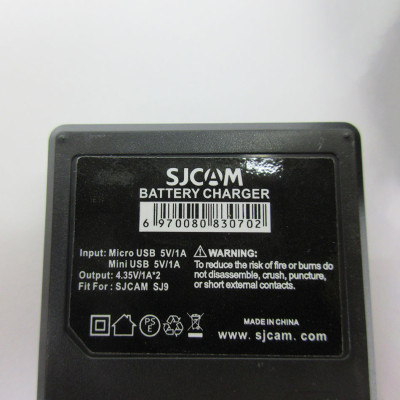 SJCAM
BATTERY CHARGER
6 970080 830702
Input: Micro USB 5V/1A
Mini USB 5V/1A
Output: 4.35V/1A*2
Fit For : SJCAM SJ9
WARNING:
To reduce the risk of fire or burns do
not disassemble, crush, puncture,
or short external contacts.
PS
E
MADE IN CHINA
www. sjcam. com